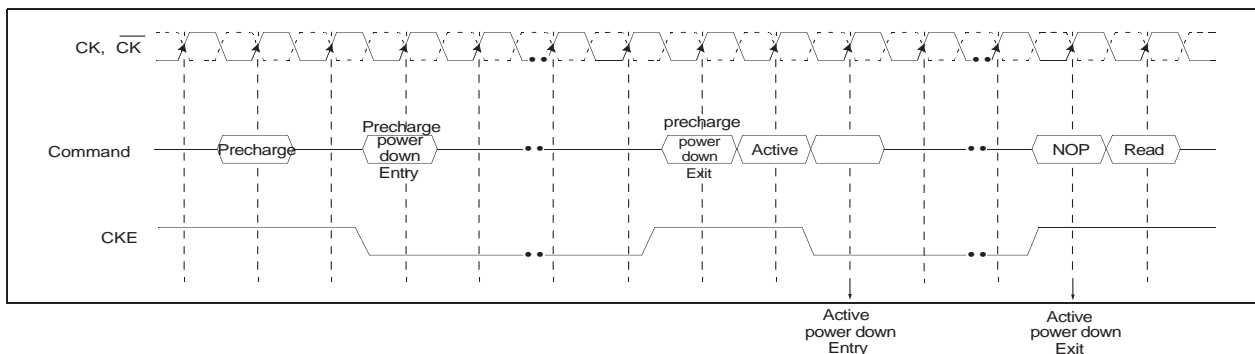 CK, CK
Command
Precharge
Precharge
power
down
Entry
precharge
power
down
Exit
Active
NOP
Read
CKE
Active
power down
Entry
Active
power down
Exit